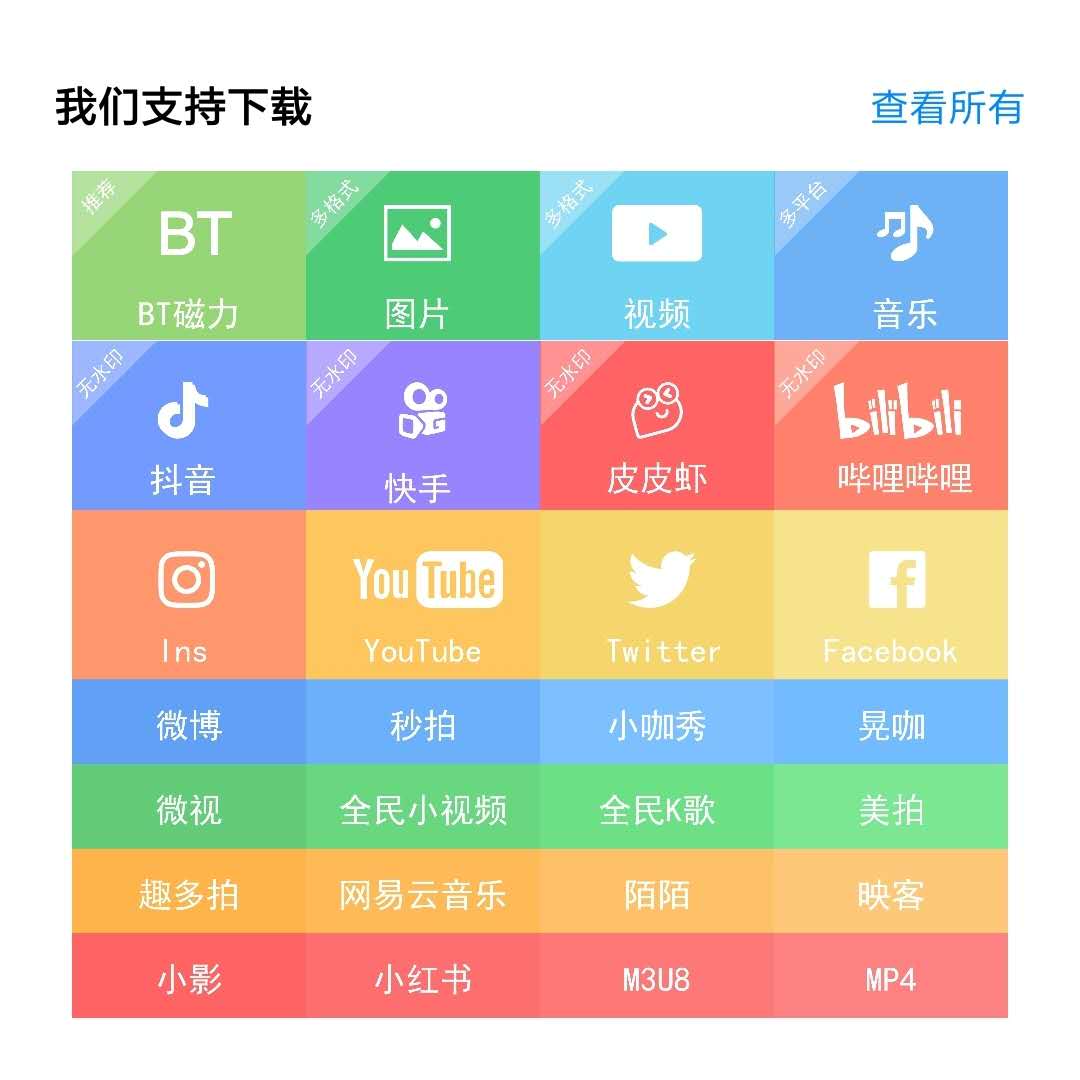 我们支持下载
查看所有
推荐
BT
BT磁力
多格式
图片
多格式
视频
多平台
音乐
无水印
抖音
无水印
快手
无水印
皮皮虾
无水印
bilibili
哔哩哔哩
Ins
YouTube
YouTube
Twitter
f
Facebook
微博
秒拍
小咖秀
晃咖
微视
全民小视频
全民K歌
美拍
趣多拍
网易云音乐
陌陌
映客
小影
小红书
M3U8
MP4